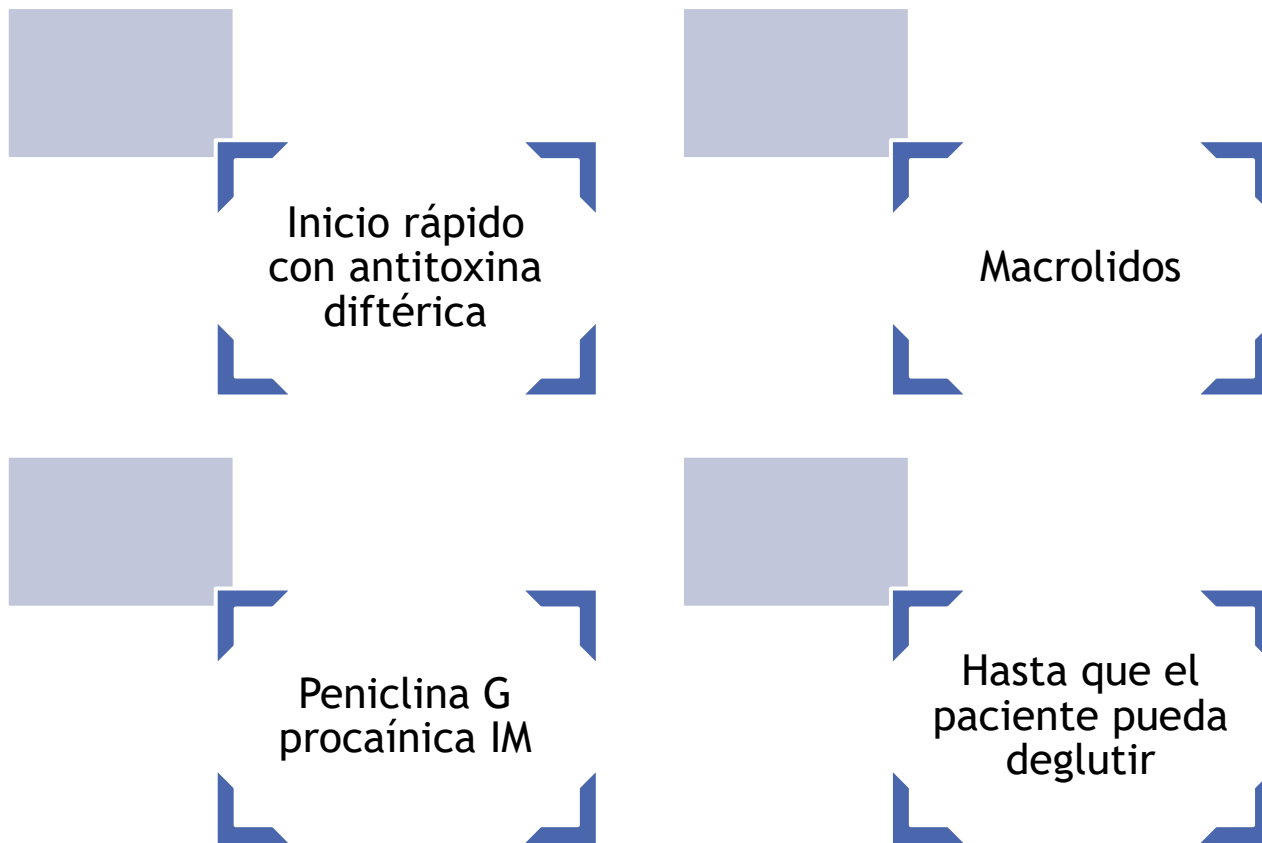 Inicio rápido
con antitoxina
diftérica
Macrolidos
Peniclina G
procaínica IM
Hasta que el
paciente pueda
deglutir